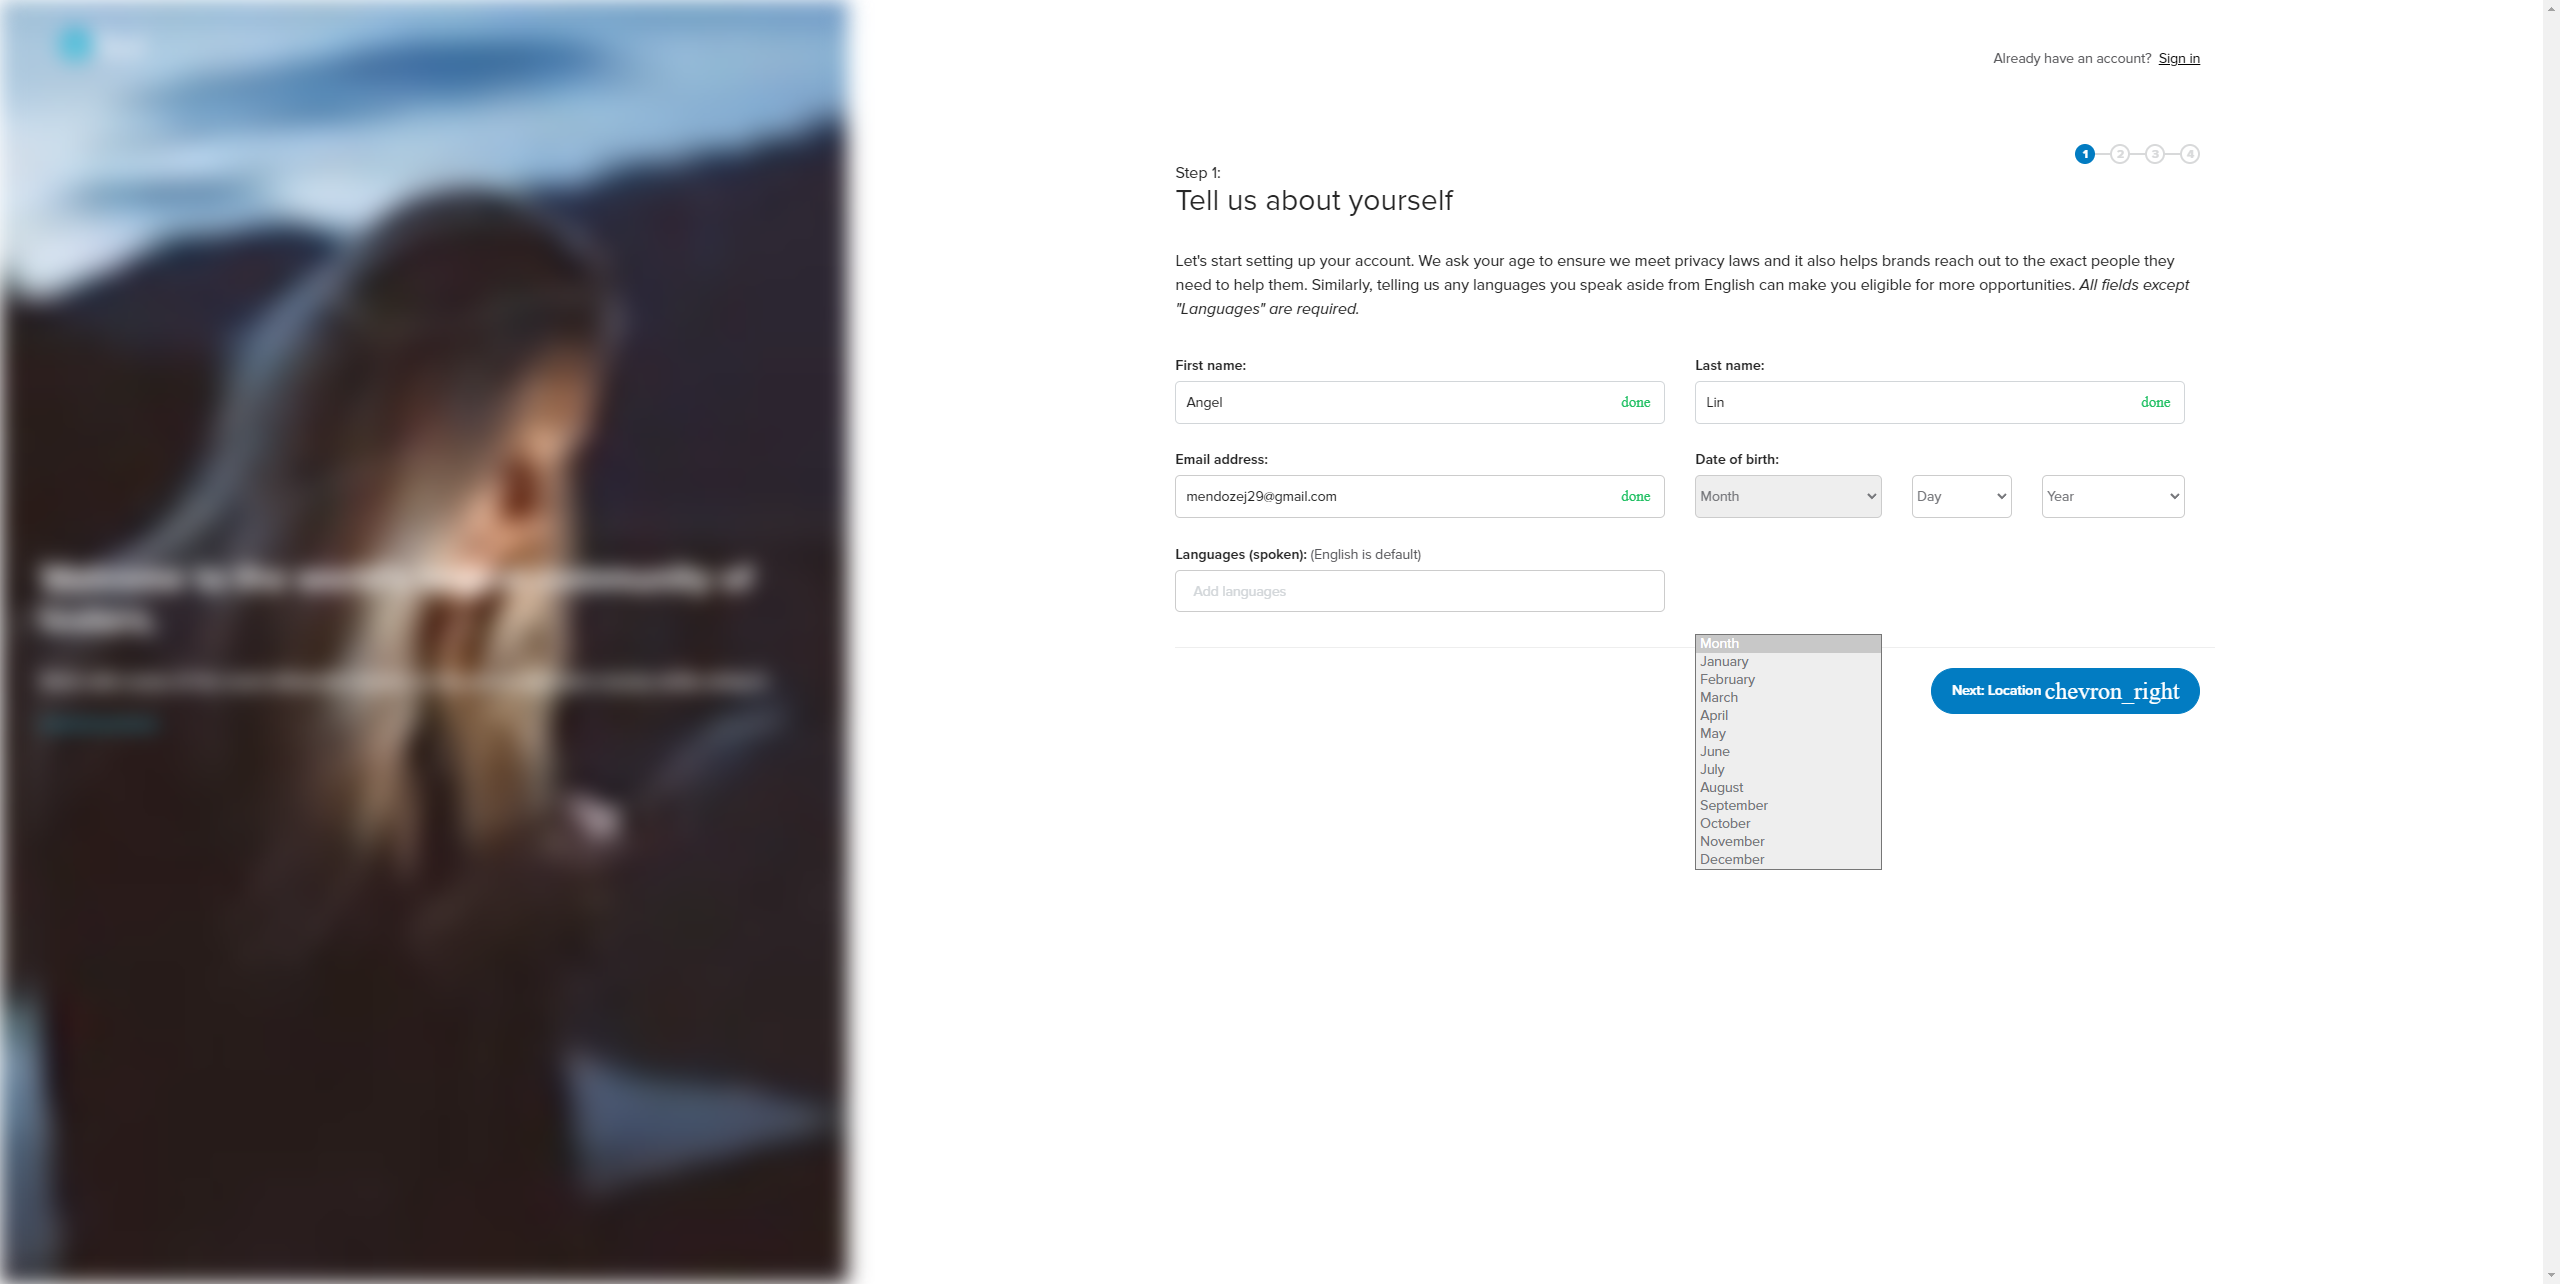 Already have an account? Sign in
1 2 3 4
Step 1:
Tell us about yourself
Let's start setting up your account. We ask your age to ensure we meet privacy laws and it also helps brands reach out to the exact people they
need to help them. Similarly, telling us any languages you speak aside from English can make you eligible for more opportunities. All fields except
"Languages" are required.
First name:
Last name:
Angel done
Lin done
Email address:
Date of birth:
mendozej29@gmail.com done
Month
Day
Year
Languages (spoken): (English is default)
Add languages
Month
January
February
March
April
May
June
July
August
September
October
November
December
Next: Location chevron_right